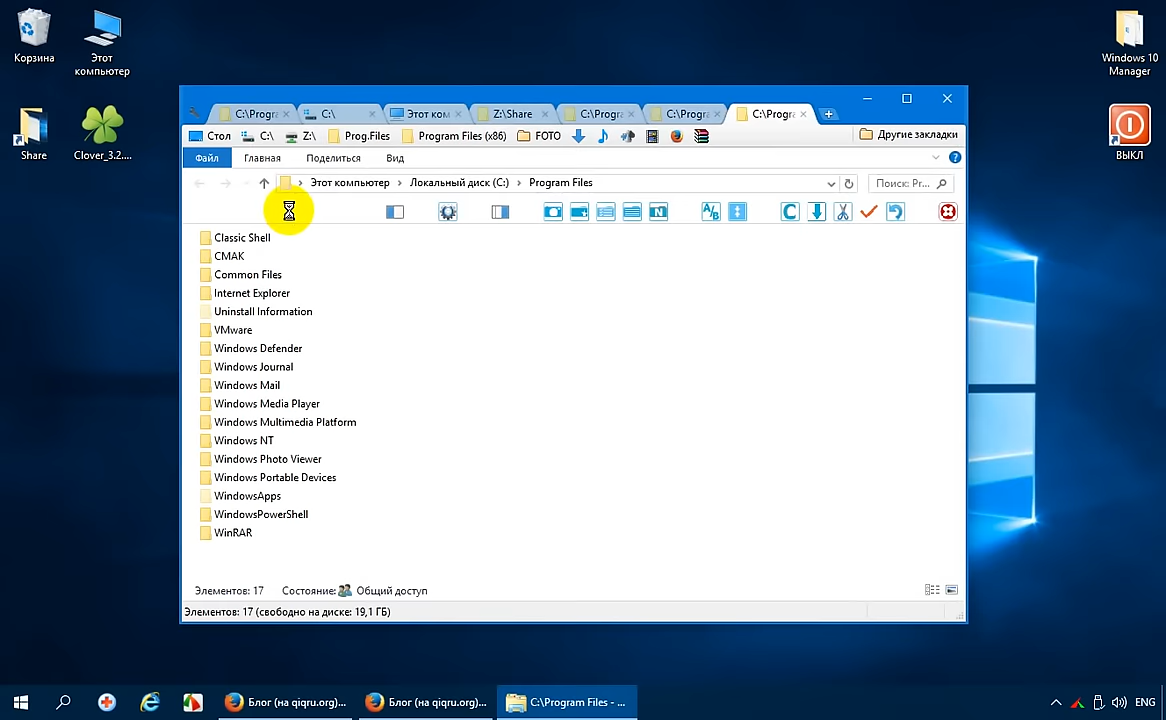 Корзина
Этот
компьютер
Share
Clover_3.2....
Windows 10
Manager
ВЫКЛ
C:\Progra
C:\
Этот ком
Z:\Share
C:\Progra
C:\Progra
C:\Progra
Стол
C:\
Z:\
Prog.Files
Program Files (x86)
FOTO
Другие закладки
Файл
Главная
Поделиться
Вид
Этот компьютер
Локальный диск (C:)
Program Files
Поиск: Pr...
Classic Shell
CMAK
Common Files
Internet Explorer
Uninstall Information
VMware
Windows Defender
Windows Journal
Windows Mail
Windows Media Player
Windows Multimedia Platform
Windows NT
Windows Photo Viewer
Windows Portable Devices
WindowsApps
WindowsPowerShell
WinRAR
Элементов: 17 Состояние: Общий доступ
Элементов: 17 (свободно на диске: 19,1 ГБ)
Блог (на qiqru.org)...
Блог (на qiqru.org)...
C:\Program Files - ...
ENG